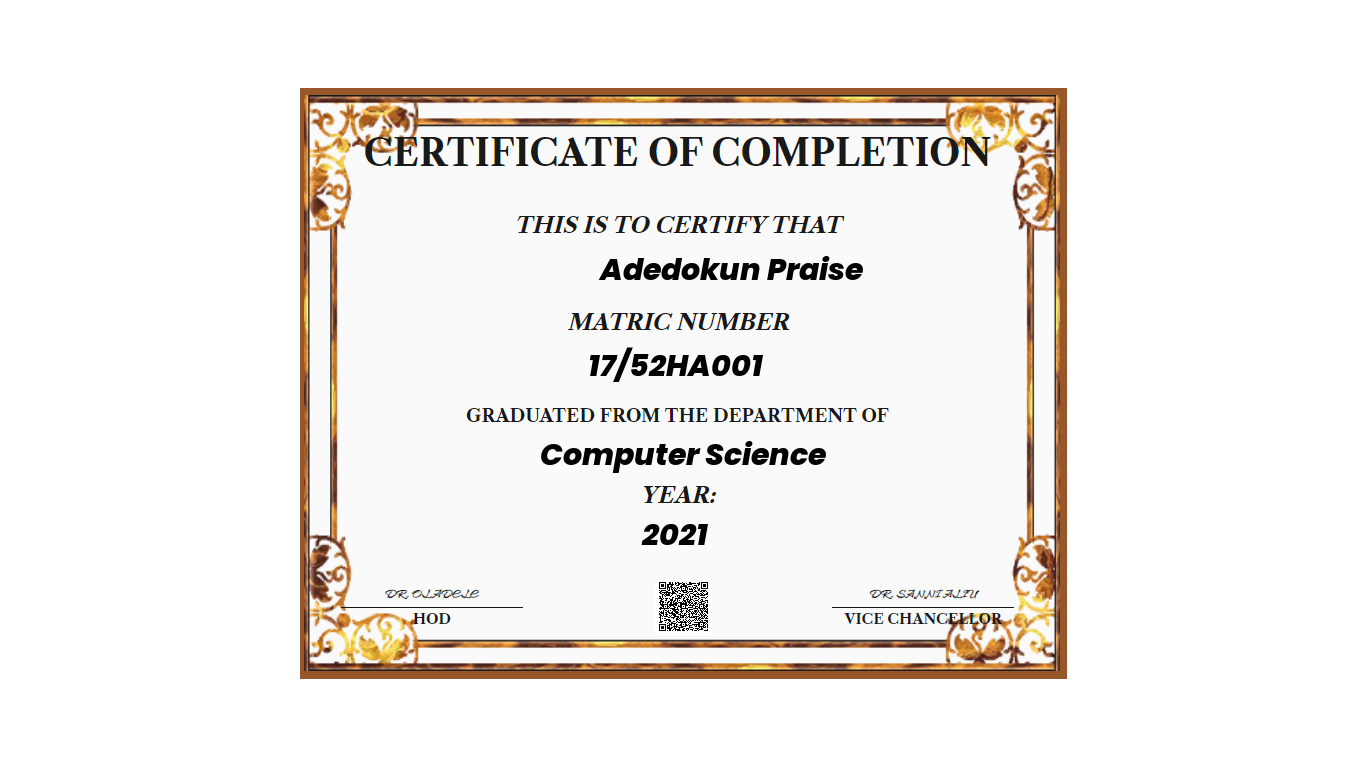 CERTIFICATE OF COMPLETION
THIS IS TO CERTIFY THAT
Adedokun Praise
MATRIC NUMBER
17/52HA001
GRADUATED FROM THE DEPARTMENT OF
Computer Science
YEAR:
2021
DR. OLADELE
HOD
DR. SANNI ALIU
VICE CHANCELLOR